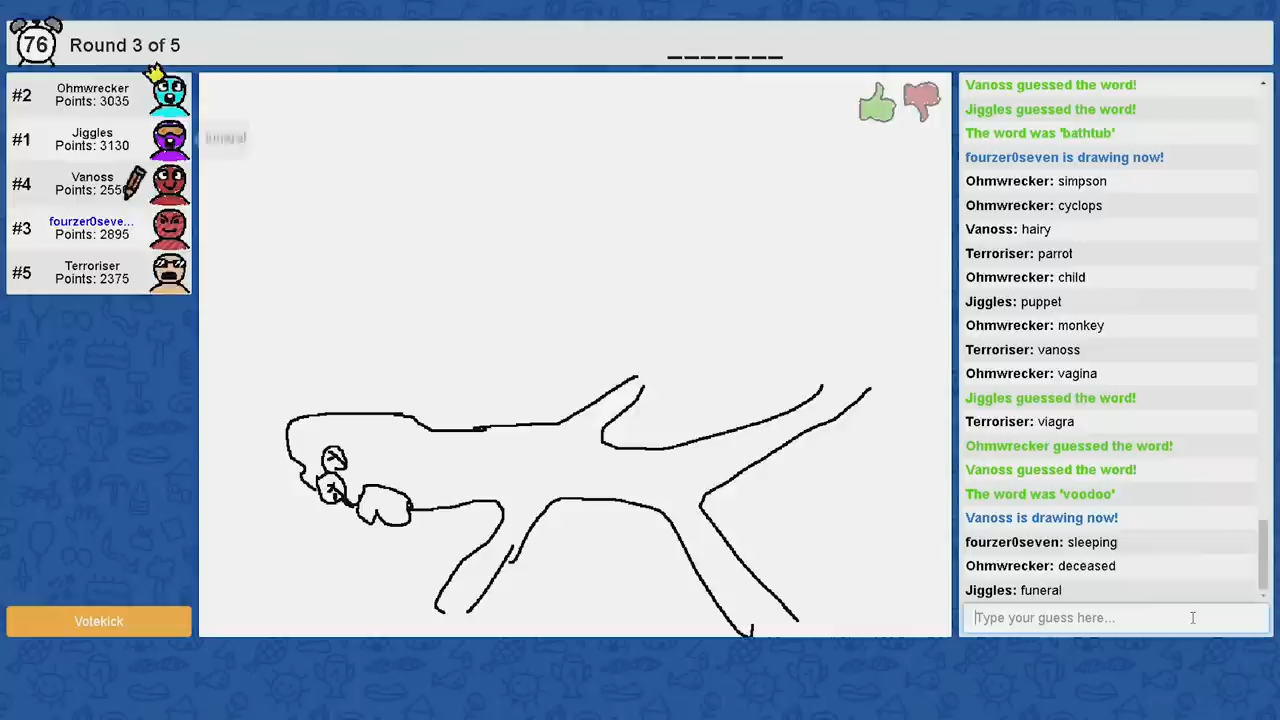 76
Round 3 of 5
_______
#2
Ohmwrecker
Points: 3035
#1
Jiggles
Points: 3130
#4
Vanoss
Points: 255
#3
fourzer0seve...
Points: 2895
#5
Terroriser
Points: 2375
Votekick
funeral
Vanoss guessed the word!
Jiggles guessed the word!
The word was 'bathtub'
fourzer0seven is drawing now!
Ohmwrecker: simpson
Ohmwrecker: cyclops
Vanoss: hairy
Terroriser: parrot
Ohmwrecker: child
Jiggles: puppet
Ohmwrecker: monkey
Terroriser: vanoss
Ohmwrecker: vagina
Jiggles guessed the word!
Terroriser: viagra
Ohmwrecker guessed the word!
Vanoss guessed the word!
The word was 'voodoo'
Vanoss is drawing now!
fourzer0seven: sleeping
Ohmwrecker: deceased
Jiggles: funeral
Type your guess here...